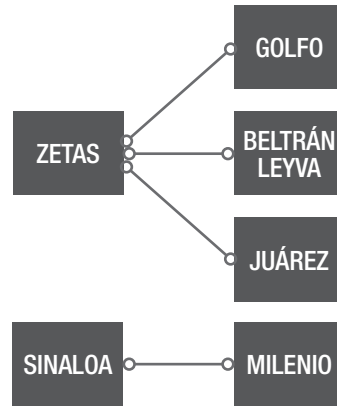 GOLFO
ZETAS
BELTRÁN
LEYVA
JUÁREZ
SINALOA
MILENIO